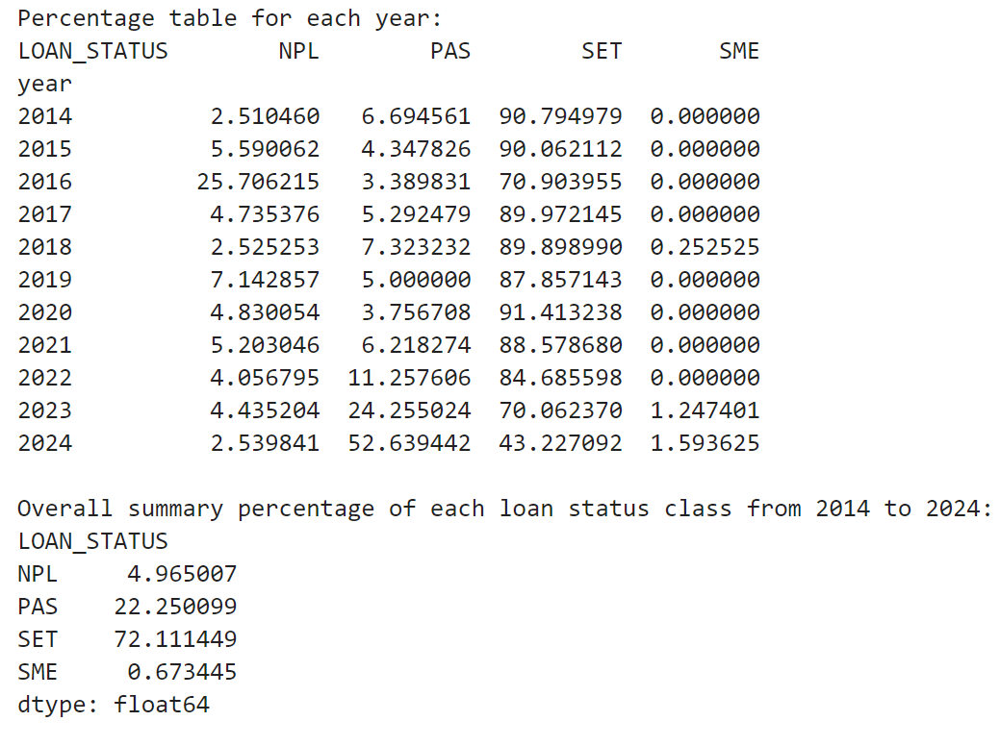 Percentage table for each year:
LOAN_STATUS NPL PAS SET SME
year
2014 2.510460 6.694561 90.794979 0.000000
2015 5.590062 4.347826 90.062112 0.000000
2016 25.706215 3.389831 70.903955 0.000000
2017 4.735376 5.292479 89.972145 0.000000
2018 2.525253 7.323232 89.898990 0.252525
2019 7.142857 5.000000 87.857143 0.000000
2020 4.830054 3.756708 91.413238 0.000000
2021 5.203046 6.218274 88.578680 0.000000
2022 4.056795 11.257606 84.685598 0.000000
2023 4.435204 24.255024 70.062370 1.247401
2024 2.539841 52.639442 43.227092 1.593625
Overall summary percentage of each loan status class from 2014 to 2024:
LOAN_STATUS
NPL 4.965007
PAS 22.250099
SET 72.111449
SME 0.673445
dtype: float64